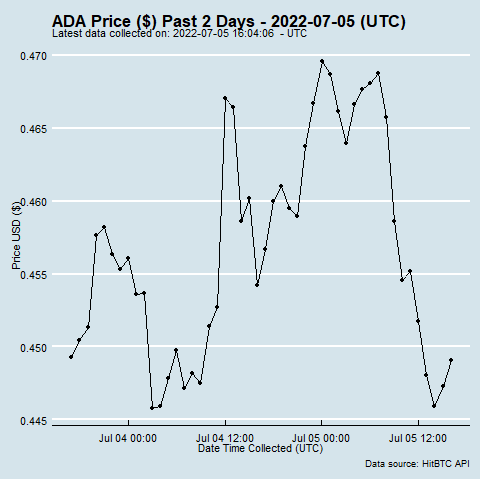 ADA Price ($) Past 2 Days - 2022-07-05 (UTC)
Latest data collected on: 2022-07-05 16:04:06  - UTC
0.470
0.465
0.460
0.455
0.450
0.445
Price USD ($)
Jul 04 00:00
Jul 04 12:00
Jul 05 00:00
Jul 05 12:00
Date Time Collected (UTC)
Data source: HitBTC API